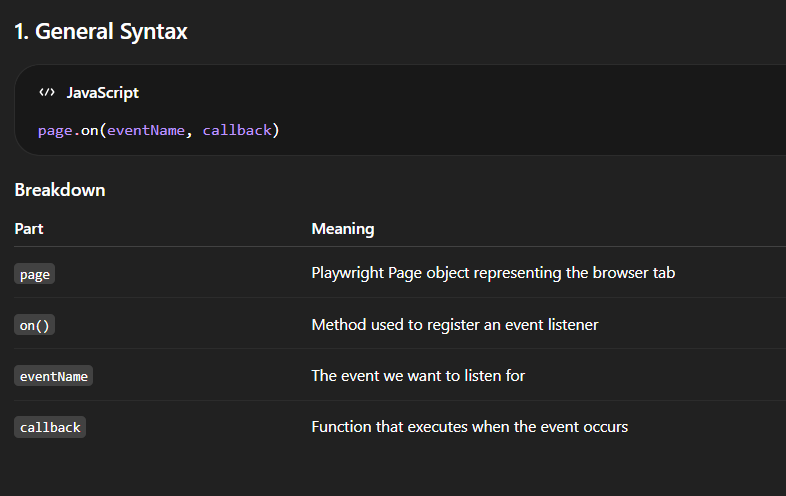 1. General Syntax
</> JavaScript
page.on(eventName, callback)
Breakdown
Part Meaning
page Playwright Page object representing the browser tab
on() Method used to register an event listener
eventName The event we want to listen for
callback Function that executes when the event occurs